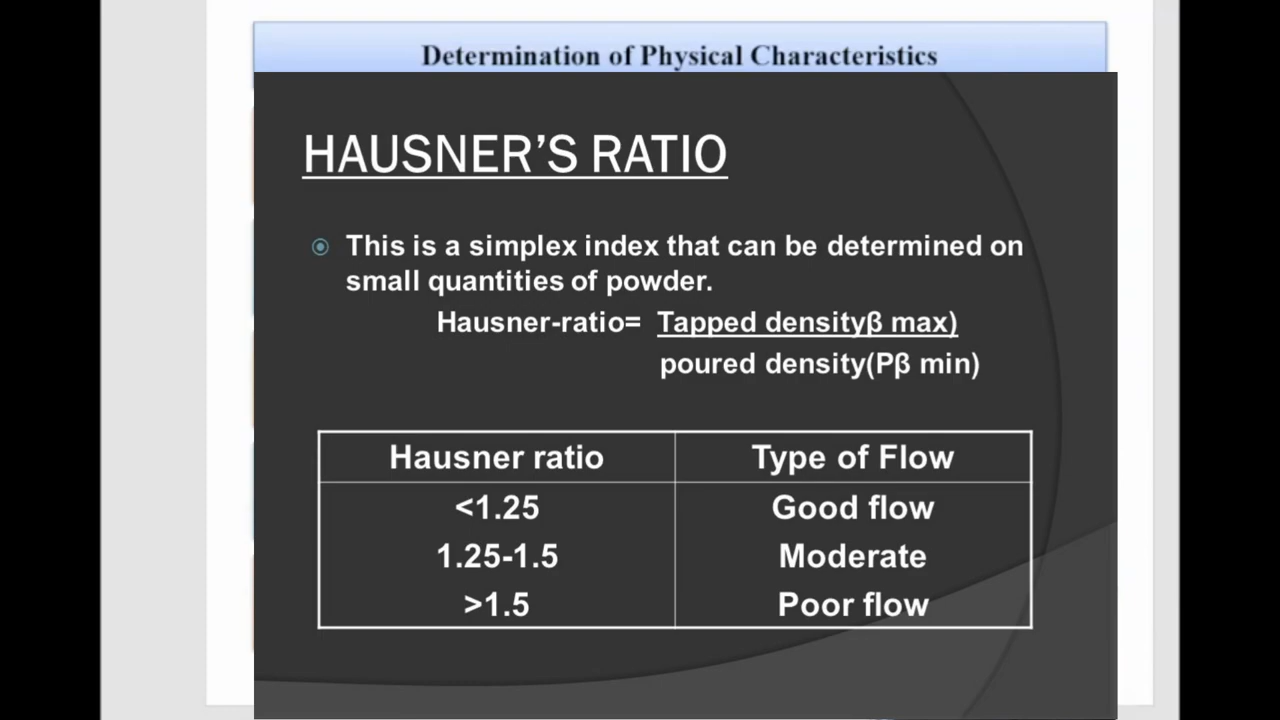 Determination of Physical Characteristics
HAUSNER’S RATIO
This is a simplex index that can be determined on
small quantities of powder.
Hausner-ratio= Tapped densityβ max)
poured density(Pβ min)
Hausner ratio Type of Flow
<1.25 Good flow
1.25-1.5 Moderate
>1.5 Poor flow